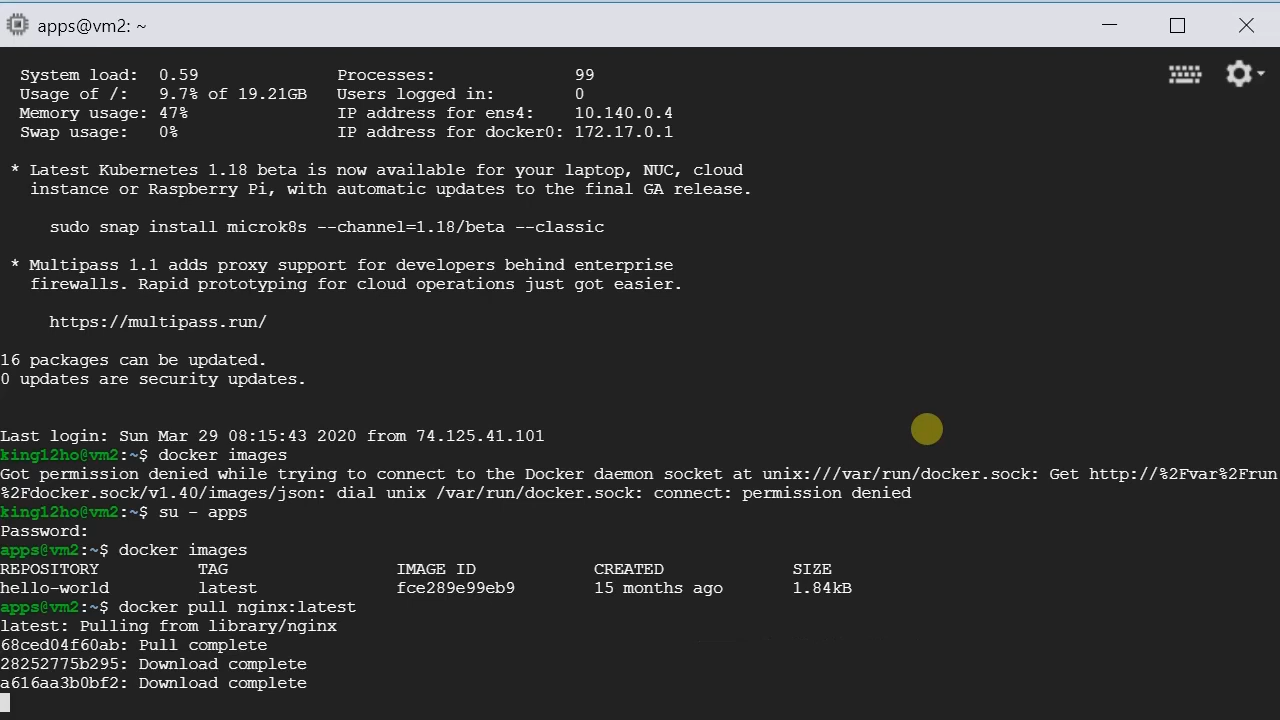 apps@vm2: ~
System load: 0.59 Processes: 99
Usage of /: 9.7% of 19.21GB Users logged in: 0
Memory usage: 47% IP address for ens4: 10.140.0.4
Swap usage: 0% IP address for docker0: 172.17.0.1
* Latest Kubernetes 1.18 beta is now available for your laptop, NUC, cloud
instance or Raspberry Pi, with automatic updates to the final GA release.
sudo snap install microk8s --channel=1.18/beta --classic
* Multipass 1.1 adds proxy support for developers behind enterprise
firewalls. Rapid prototyping for cloud operations just got easier.
https://multipass.run/
16 packages can be updated.
0 updates are security updates.
Last login: Sun Mar 29 08:15:43 2020 from 74.125.41.101
king12ho@vm2:~$ docker images
Got permission denied while trying to connect to the Docker daemon socket at unix:///var/run/docker.sock: Get http://%2Fvar%2Frun
%2Fdocker.sock/v1.40/images/json: dial unix /var/run/docker.sock: connect: permission denied
king12ho@vm2:~$ su - apps
Password:
apps@vm2:~$ docker images
REPOSITORY TAG IMAGE ID CREATED SIZE
hello-world latest fce289e99eb9 15 months ago 1.84kB
apps@vm2:~$ docker pull nginx:latest
latest: Pulling from library/nginx
68ced04f60ab: Pull complete
28252775b295: Download complete
a616aa3b0bf2: Download complete